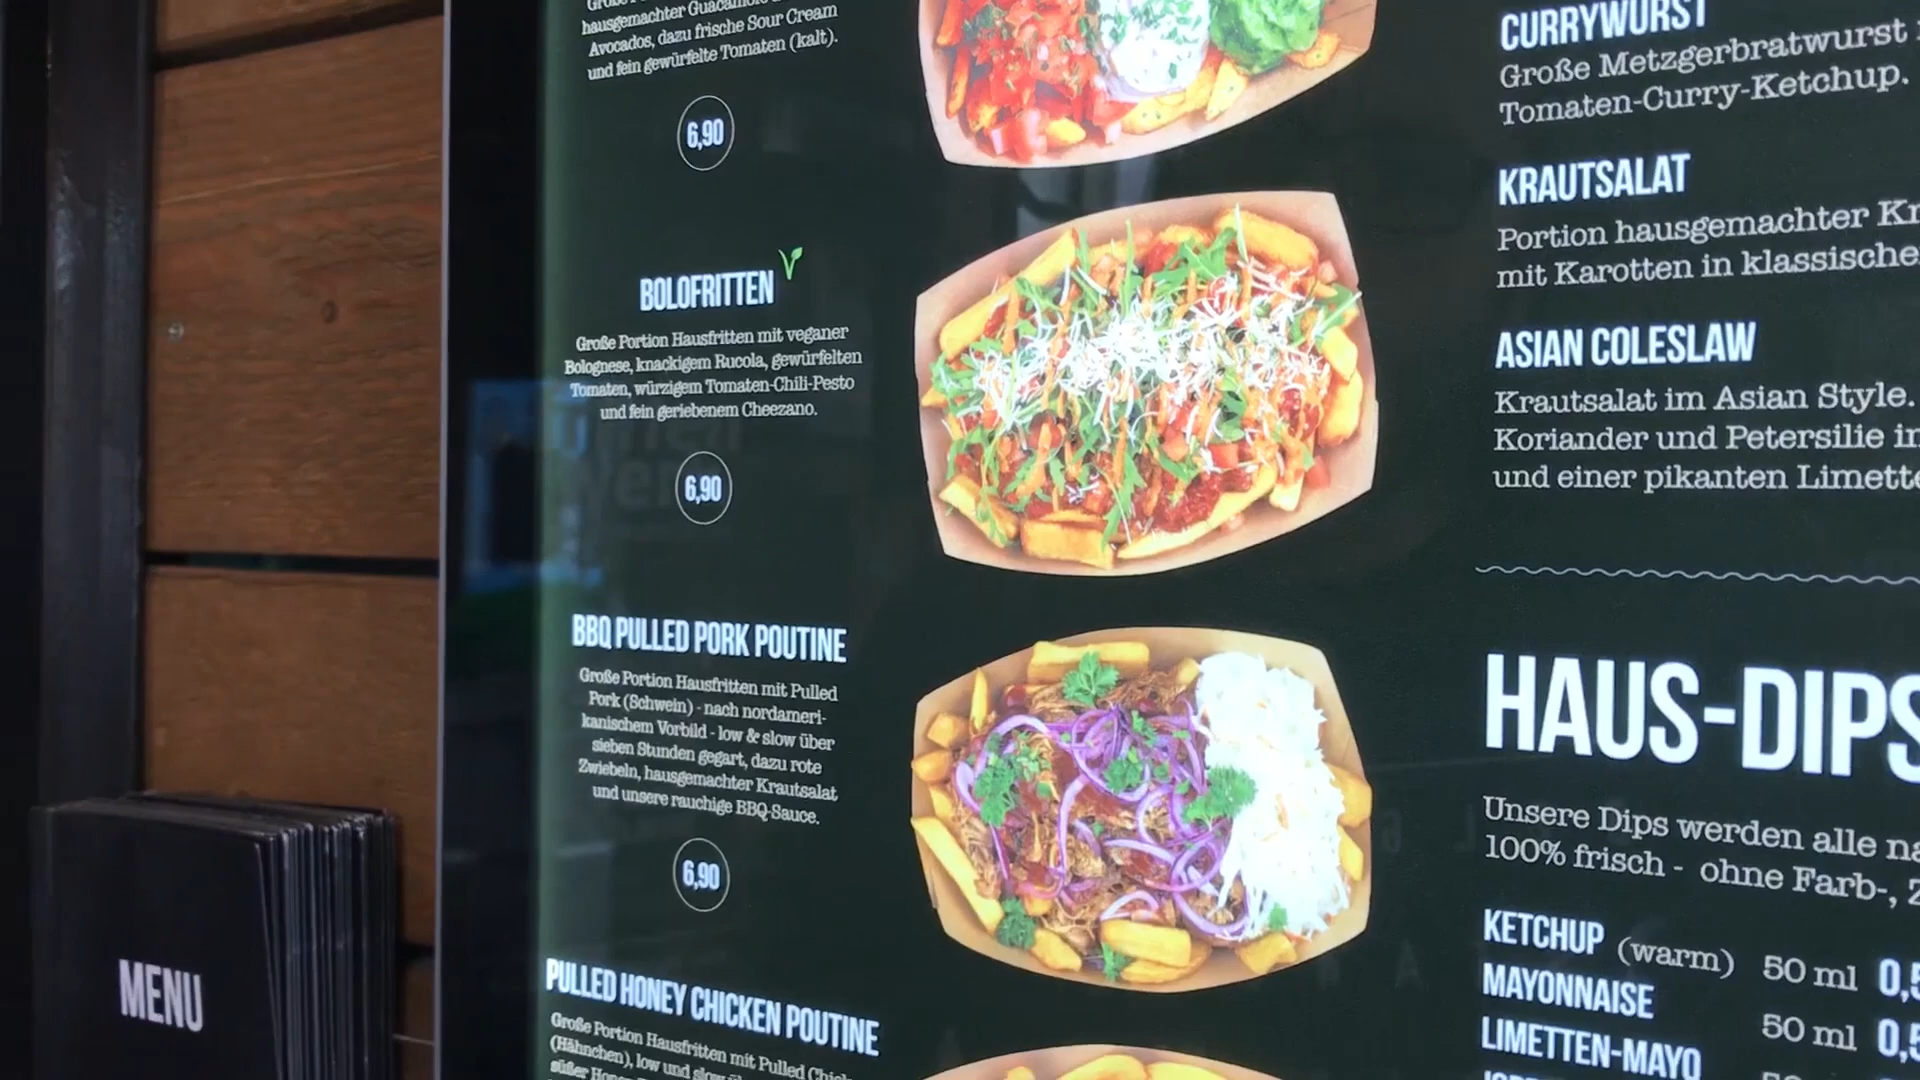 hausgemachter Guacamole
Avocados, dazu frische Sour Cream
und fein gewürfelte Tomaten (kalt).
6,90
BOLOFRITTEN
Große Portion Hausfritten mit veganer
Bolognese, knackigem Rucola, gewürfelten
Tomaten, würzigem Tomaten-Chili-Pesto
und fein geriebenem Cheezano.
6,90
BBQ PULLED PORK POUTINE
Große Portion Hausfritten mit Pulled
Pork (Schwein) - nach nordameri-
kanischem Vorbild - low & slow über
sieben Stunden gegart, dazu rote
Zwiebeln, hausgemachter Krautsalat
und unsere rauchige BBQ-Sauce.
6,90
PULLED HONEY CHICKEN POUTINE
Große Portion Hausfritten mit Pulled
(Hähnchen), low und slow
süßer
CURRYWURST
Große Metzgerbratwurst
Tomaten-Curry-Ketchup.
KRAUTSALAT
Portion hausgemachter
mit Karotten in
ASIAN COLESLAW
Krautsalat im Asian Style.
Koriander und Petersilie
und einer pikanten
HAUS-DIPS
Unsere Dips werden alle
100% frisch - ohne Farb-,
KETCHUP (warm) 50 ml 0,5
MAYONNAISE 50 ml 0,5
LIMETTEN-MAYO
MENU